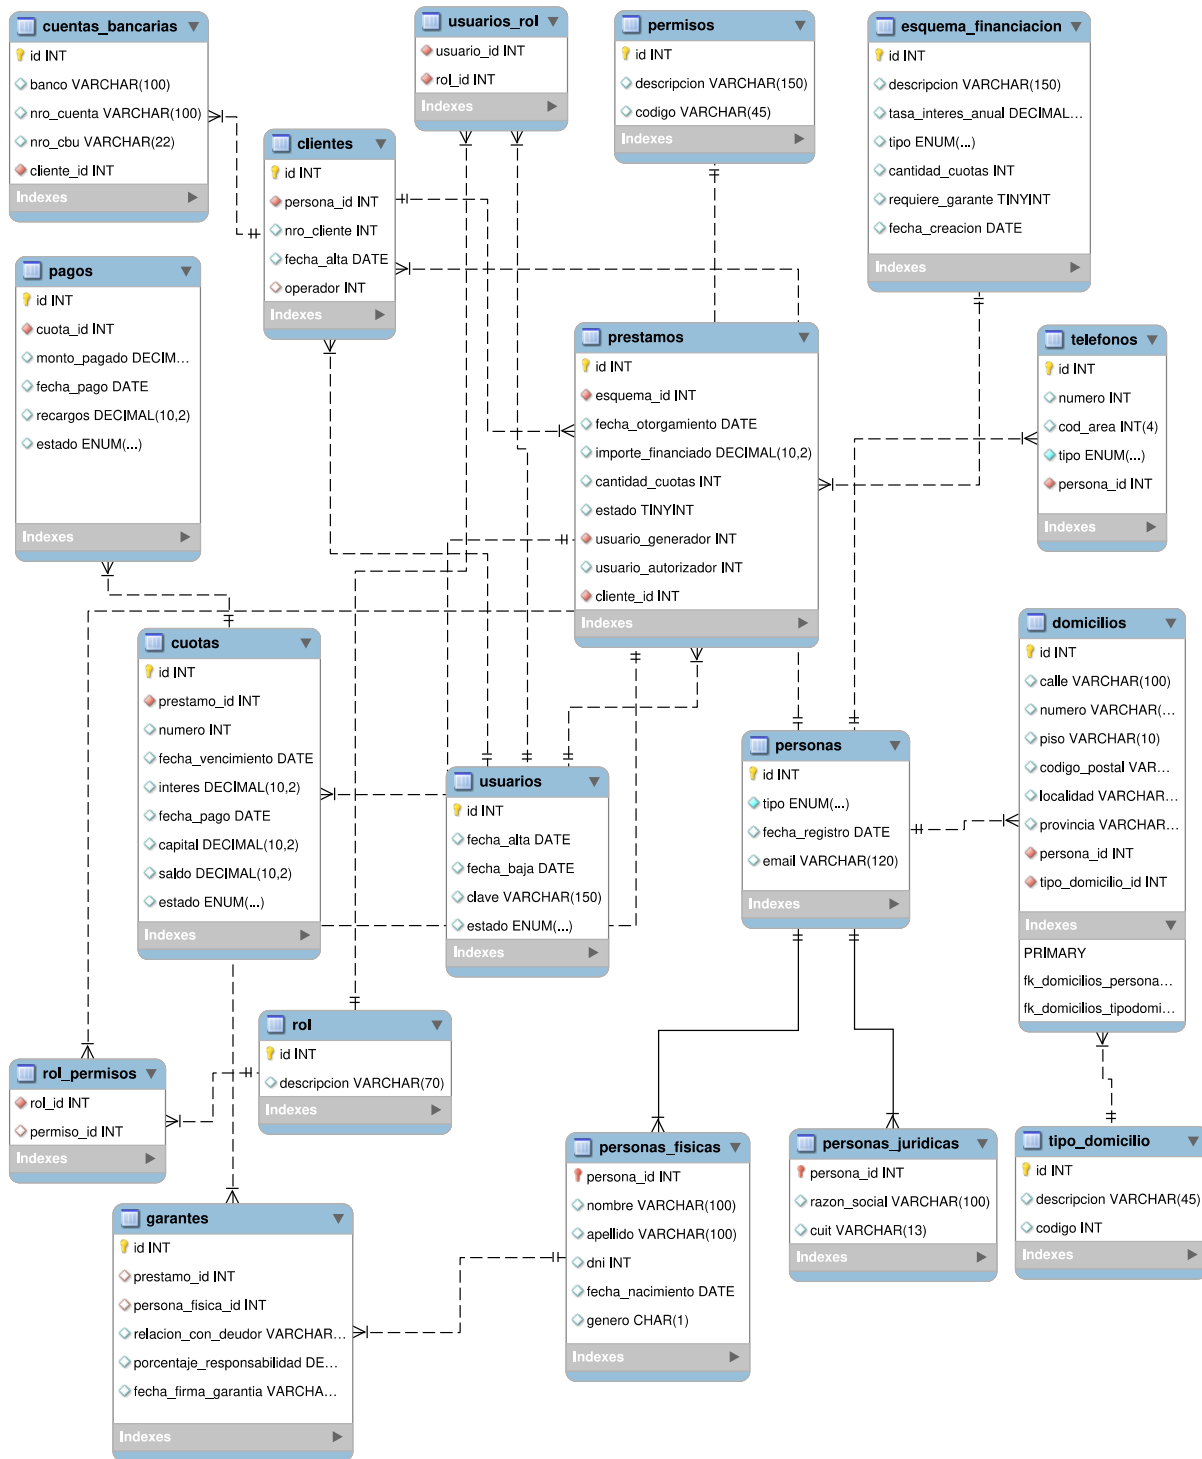 cuentas_bancarias
id INT
banco VARCHAR(100)
nro_cuenta VARCHAR(100)
nro_cbu VARCHAR(22)
cliente_id INT
Indexes
usuarios_rol
usuario_id INT
rol_id INT
Indexes
permisos
id INT
descripcion VARCHAR(150)
codigo VARCHAR(45)
Indexes
esquema_financiacion
id INT
descripcion VARCHAR(150)
tasa_interes_anual DECIMAL...
tipo ENUM(...)
cantidad_cuotas INT
requiere_garante TINYINT
fecha_creacion DATE
Indexes
clientes
id INT
persona_id INT
nro_cliente INT
fecha_alta DATE
operador INT
Indexes
pagos
id INT
cuota_id INT
monto_pagado DECIM...
fecha_pago DATE
recargos DECIMAL(10,2)
estado ENUM(...)
Indexes
prestamos
id INT
esquema_id INT
fecha_otorgamiento DATE
importe_financiado DECIMAL(10,2)
cantidad_cuotas INT
estado TINYINT
usuario_generador INT
usuario_autorizador INT
cliente_id INT
Indexes
telefonos
id INT
numero INT
cod_area INT(4)
tipo ENUM(...)
persona_id INT
Indexes
cuotas
id INT
prestamo_id INT
numero INT
fecha_vencimiento DATE
interes DECIMAL(10,2)
fecha_pago DATE
capital DECIMAL(10,2)
saldo DECIMAL(10,2)
estado ENUM(...)
Indexes
usuarios
id INT
fecha_alta DATE
fecha_baja DATE
clave VARCHAR(150)
estado ENUM(...)
Indexes
personas
id INT
tipo ENUM(...)
fecha_registro DATE
email VARCHAR(120)
Indexes
domicilios
id INT
calle VARCHAR(100)
numero VARCHAR(...
piso VARCHAR(10)
codigo_postal VAR...
localidad VARCHAR...
provincia VARCHAR...
persona_id INT
tipo_domicilio_id INT
Indexes
PRIMARY
fk_domicilios_persona...
fk_domicilios_tipodomi...
rol
id INT
descripcion VARCHAR(70)
Indexes
rol_permisos
rol_id INT
permiso_id INT
Indexes
personas_fisicas
persona_id INT
nombre VARCHAR(100)
apellido VARCHAR(100)
dni INT
fecha_nacimiento DATE
genero CHAR(1)
Indexes
personas_juridicas
persona_id INT
razon_social VARCHAR(100)
cuit VARCHAR(13)
Indexes
tipo_domicilio
id INT
descripcion VARCHAR(45)
codigo INT
Indexes
garantes
id INT
prestamo_id INT
persona_fisica_id INT
relacion_con_deudor VARCHAR...
porcentaje_responsabilidad DE...
fecha_firma_garantia VARCHA...
Indexes